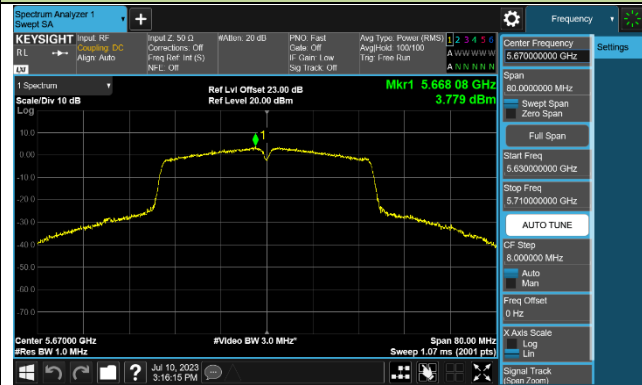 Spectrum Analyzer 1
Swept SA
Frequency
KEYSIGHT
RL
Input: RF
Coupling: DC
Align: Auto
Input Z: 50 Ω
Corrections: Off
Freq Ref: Int (S)
NFE: Off
#Atten: 20 dB
PNO: Fast
Gate: Off
IF Gain: Low
Sig Track: Off
Avg Type: Power (RMS)
Avg|Hold: 100/100
Trig: Free Run
1 2 3 4 5 6
A W W W W W
A N N N N N
1 Spectrum
Scale/Div 10 dB
Log
Ref Lvl Offset 23.00 dB
Ref Level 20.00 dBm
Mkr1 5.668 08 GHz
3.779 dBm
1
10.0
0.00
-10.0
-20.0
-30.0
-40.0
-50.0
-60.0
-70.0
Center 5.67000 GHz
#Res BW 1.0 MHz
#Video BW 3.0 MHz*
Span 80.00 MHz
Sweep 1.07 ms (2001 pts)
Jul 10, 2023
3:16:15 PM
Center Frequency
5.670000000 GHz
Span
80.0000000 MHz
Swept Span
Zero Span
Full Span
Start Freq
5.630000000 GHz
Stop Freq
5.710000000 GHz
AUTO TUNE
CF Step
8.000000 MHz
Auto
Man
Freq Offset
0 Hz
X Axis Scale
Log
Lin
Signal Track
(Span Zoom)
Settings